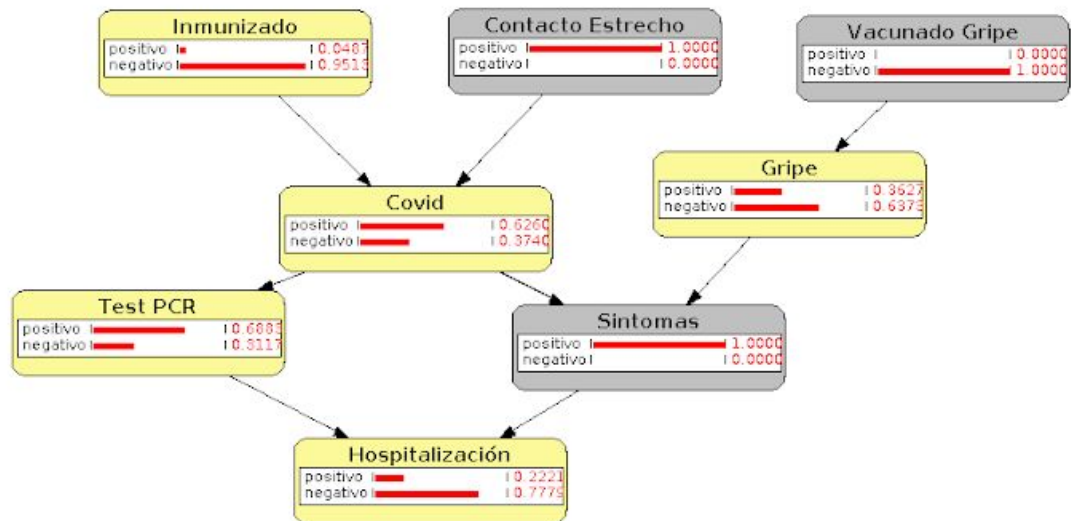 Inmunizado
positivo 0.0487
negativo 0.9513
Contacto Estrecho
positivo 1.0000
negativo 0.0000
Vacunado Gripe
positivo 0.0000
negativo 1.0000
Gripe
positivo 0.3627
negativo 0.6373
Covid
positivo 0.6260
negativo 0.3740
Test PCR
positivo 0.6883
negativo 0.3117
Sintomas
positivo 1.0000
negativo 0.0000
Hospitalización
positivo 0.2221
negativo 0.7779